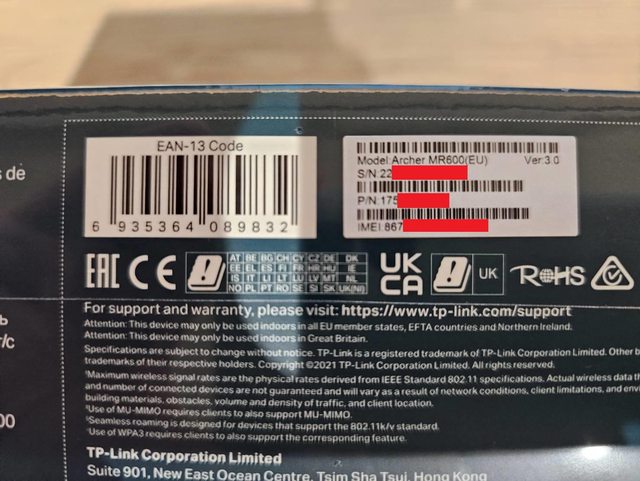 EAN-13 Code
6 935364 089832
Model:Archer MR600(EU) Ver:3.0
S/N:22
P/N:175
IMEI:867
s de
EAC CE
AT BE BG CH CY CZ DE DK
EE EL ES FI FR HR HU IE
IS IT LI LT LU LV MT NL
NO PL PT RO SE SI SK UK(NI)
UK
CA
UK
RoHS
For support and warranty, please visit: https://www.tp-link.com/support
Attention: This device may only be used indoors in all EU member states, EFTA countries and Northern Ireland.
Attention: This device may only be used indoors in Great Britain.
Specifications are subject to change without notice. TP-Link is a registered trademark of TP-Link Corporation Limited. Other b
trademarks of their respective holders. Copyright ©2021 TP-Link Corporation Limited. All rights reserved.
¹Maximum wireless signal rates are the physical rates derived from IEEE Standard 802.11 specifications. Actual wireless data th
and number of connected devices are not guaranteed and will vary as a result of network conditions, client limitations, and envi
building materials, obstacles, volume and density of traffic, and client location.
Use of MU-MIMO requires clients to also support MU-MIMO.
Seamless roaming is designed for devices that support the 802.11k/v standard.
Use of WPA3 requires clients to also support the corresponding feature.
ь
r/c
00
TP-Link Corporation Limited
Suite 901, New East Ocean Centre, Tsim Sha Tsui, Hong Kong